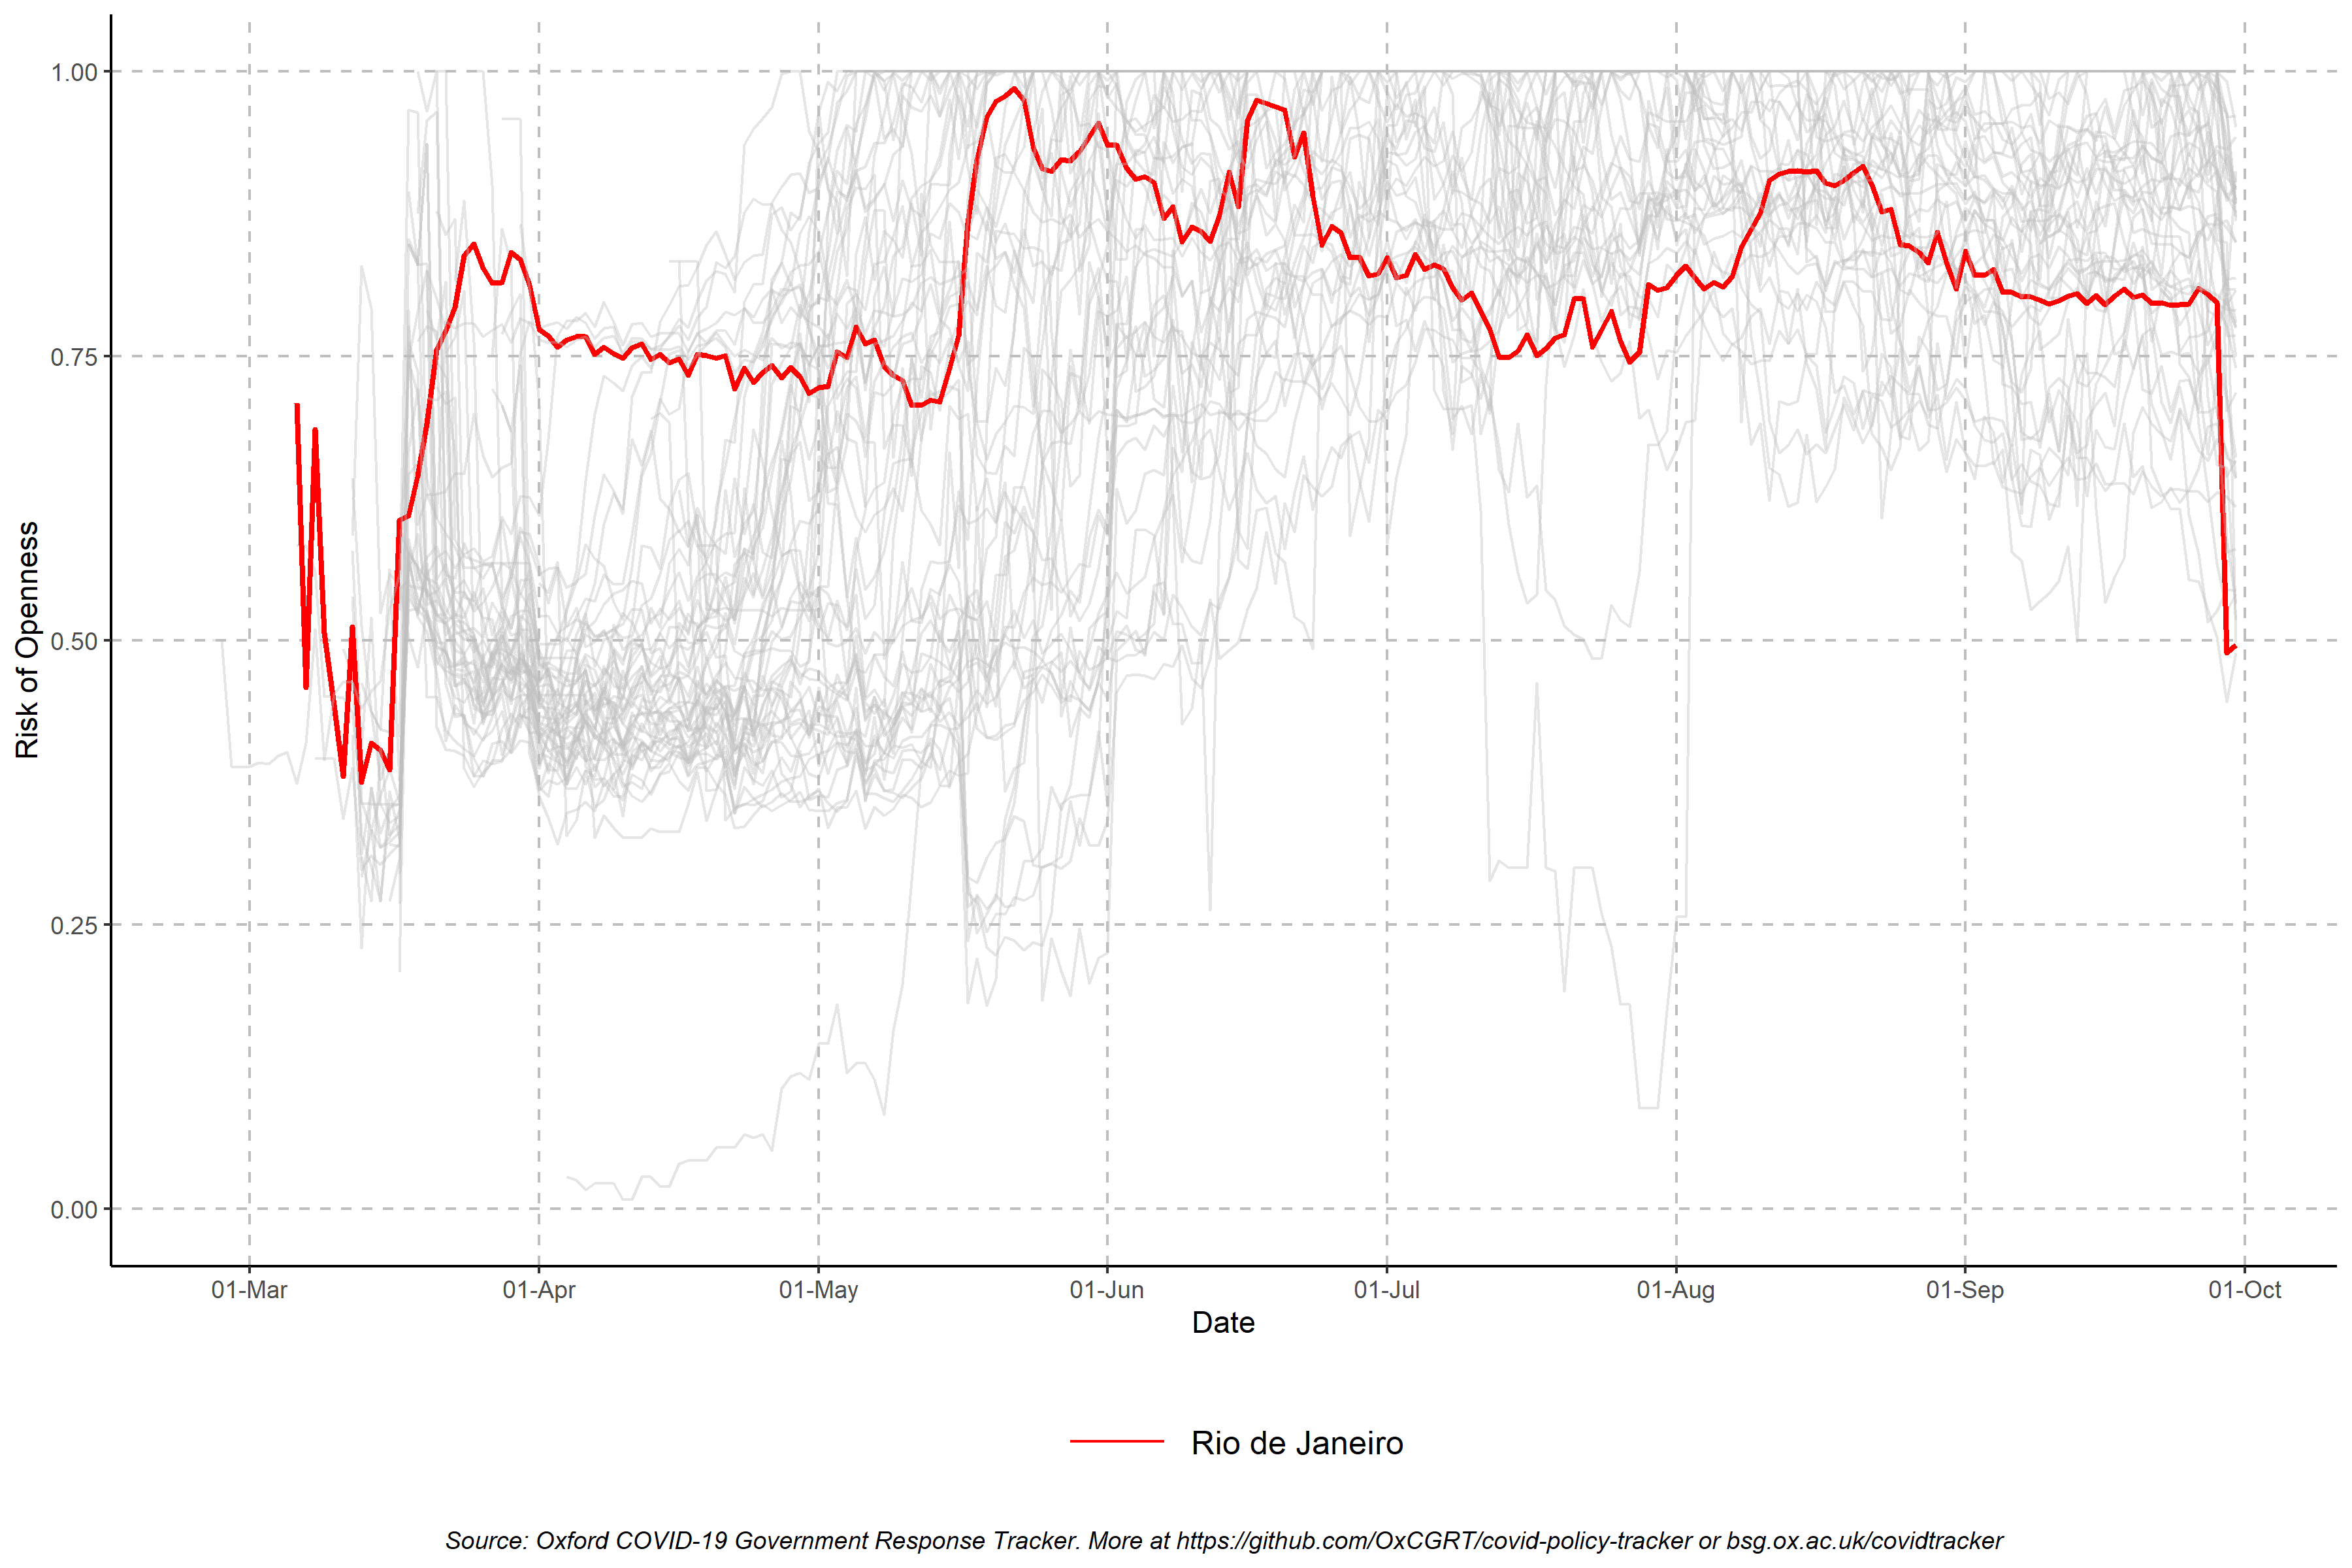 1.00
0.75
0.50
0.25
0.00
Risk of Openness
01-Mar 01-Apr 01-May 01-Jun 01-Jul 01-Aug 01-Sep 01-Oct
Date
Rio de Janeiro
Source: Oxford COVID-19 Government Response Tracker. More at https://github.com/OxCGRT/covid-policy-tracker or bsg.ox.ac.uk/covidtracker